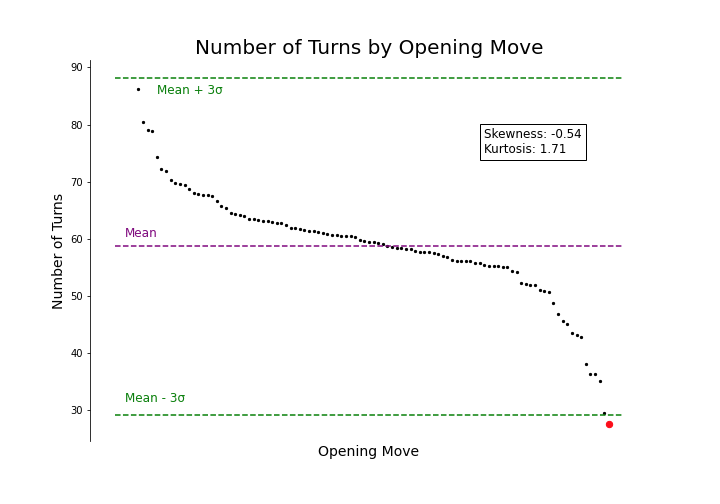 Number of Turns by Opening Move
90
80
70
60
50
40
30
Number of Turns
Mean + 3σ
Skewness: -0.54
Kurtosis: 1.71
Mean
Mean - 3σ
Opening Move